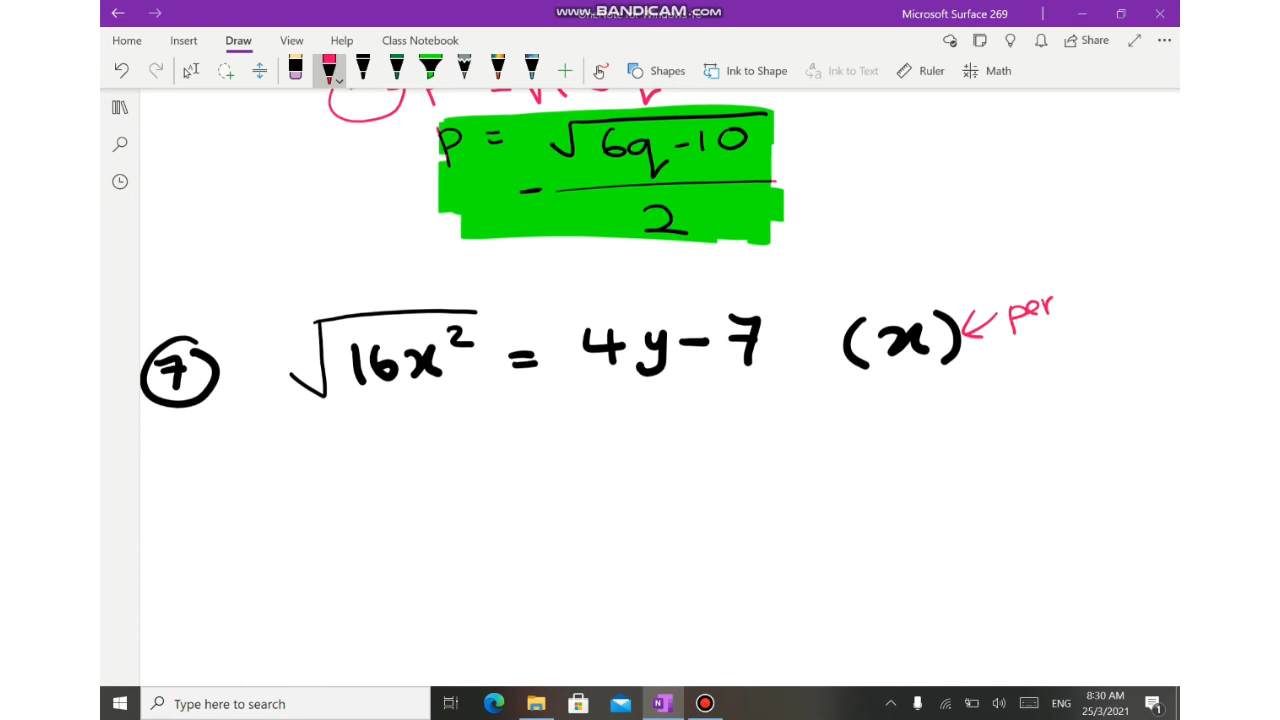 www.BANDICAM.com
Microsoft Surface 269
Home Insert Draw View Help Class Notebook Share
Shapes Ink to Shape Ink to Text Ruler Math
p = - √6q - 10 / 2
7 √16x² = 4y - 7 (x) ← per
Type here to search
ENG
8:30 AM
25/3/2021
1